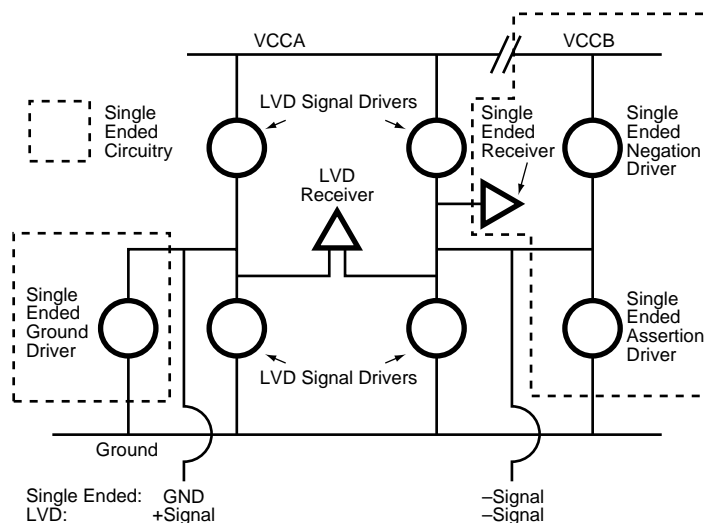 VCCA
VCCB
Single
Ended
Circuitry
LVD Signal Drivers
Single
Ended
Receiver
Single
Ended
Negation
Driver
LVD
Receiver
Single
Ended
Ground
Driver
LVD Signal Drivers
Single
Ended
Assertion
Driver
Ground
Single Ended: GND –Signal
LVD: +Signal –Signal